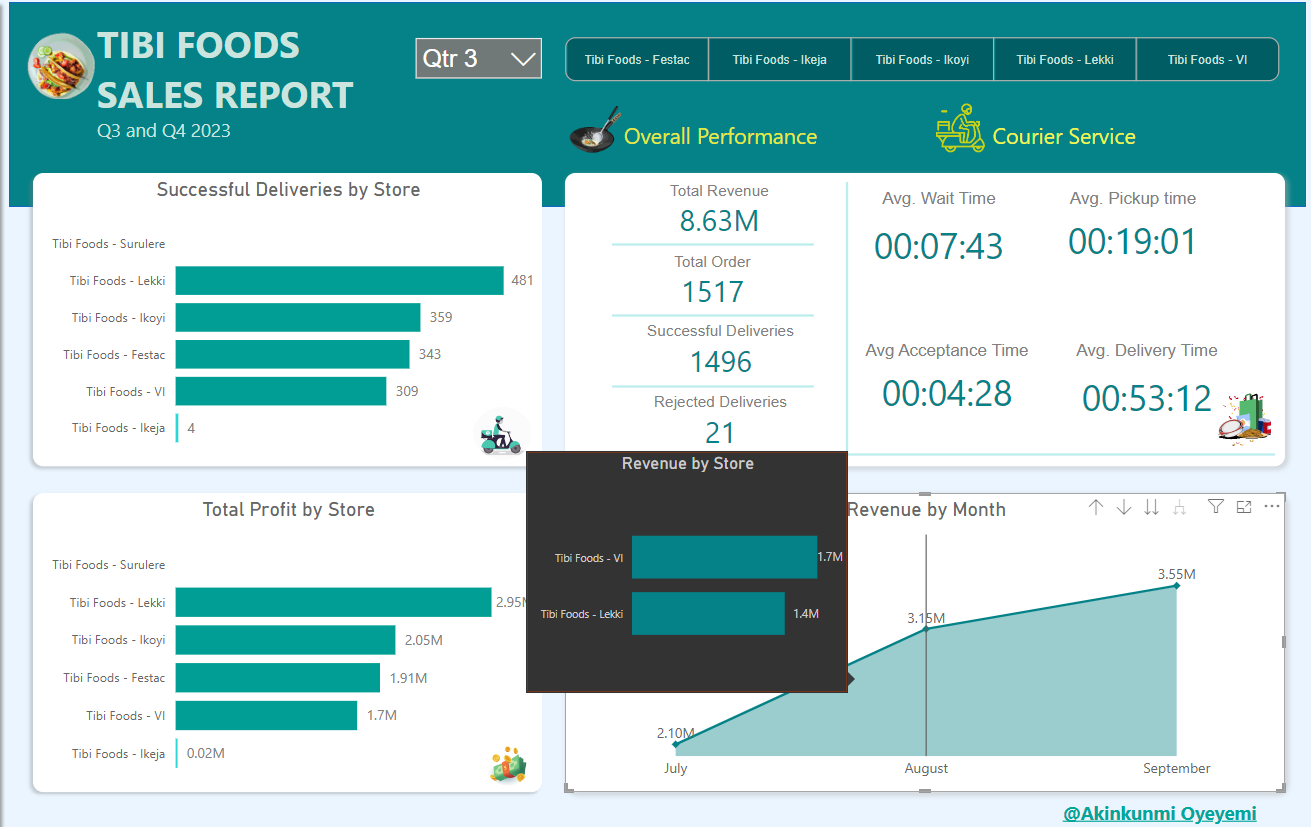 TIBI FOODS
SALES REPORT
Q3 and Q4 2023
Qtr 3
Tibi Foods - Festac
Tibi Foods - Ikeja
Tibi Foods - Ikoyi
Tibi Foods - Lekki
Tibi Foods - VI
Overall Performance
Courier Service
Successful Deliveries by Store
Tibi Foods - Surulere
Tibi Foods - Lekki 481
Tibi Foods - Ikoyi 359
Tibi Foods - Festac 343
Tibi Foods - VI 309
Tibi Foods - Ikeja 4
Total Revenue
8.63M
Total Order
1517
Successful Deliveries
1496
Rejected Deliveries
21
Avg. Wait Time
00:07:43
Avg. Pickup time
00:19:01
Avg Acceptance Time
00:04:28
Avg. Delivery Time
00:53:12
Total Profit by Store
Tibi Foods - Surulere
Tibi Foods - Lekki 2.95M
Tibi Foods - Ikoyi 2.05M
Tibi Foods - Festac 1.91M
Tibi Foods - VI 1.7M
Tibi Foods - Ikeja 0.02M
Revenue by Store
Tibi Foods - VI 1.7M
Tibi Foods - Lekki 1.4M
Revenue by Month
3.55M
3.15M
2.10M
July August September
@Akinkunmi Oyeyemi